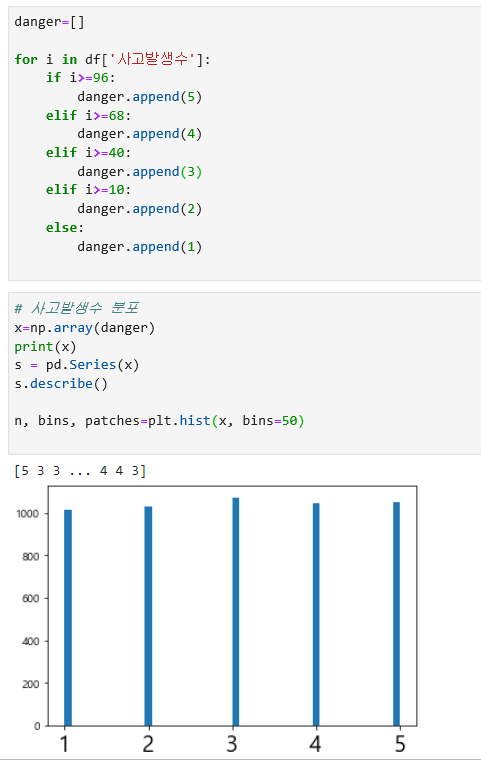 danger=[]
for i in df['사고발생수']:
    if i>=96:
        danger.append(5)
    elif i>=68:
        danger.append(4)
    elif i>=40:
        danger.append(3)
    elif i>=10:
        danger.append(2)
    else:
        danger.append(1)
# 사고발생수 분포
x=np.array(danger)
print(x)
s = pd.Series(x)
s.describe()
n, bins, patches=plt.hist(x, bins=50)
[5 3 3 ... 4 4 3]
1000
800
600
400
200
0
1 2 3 4 5